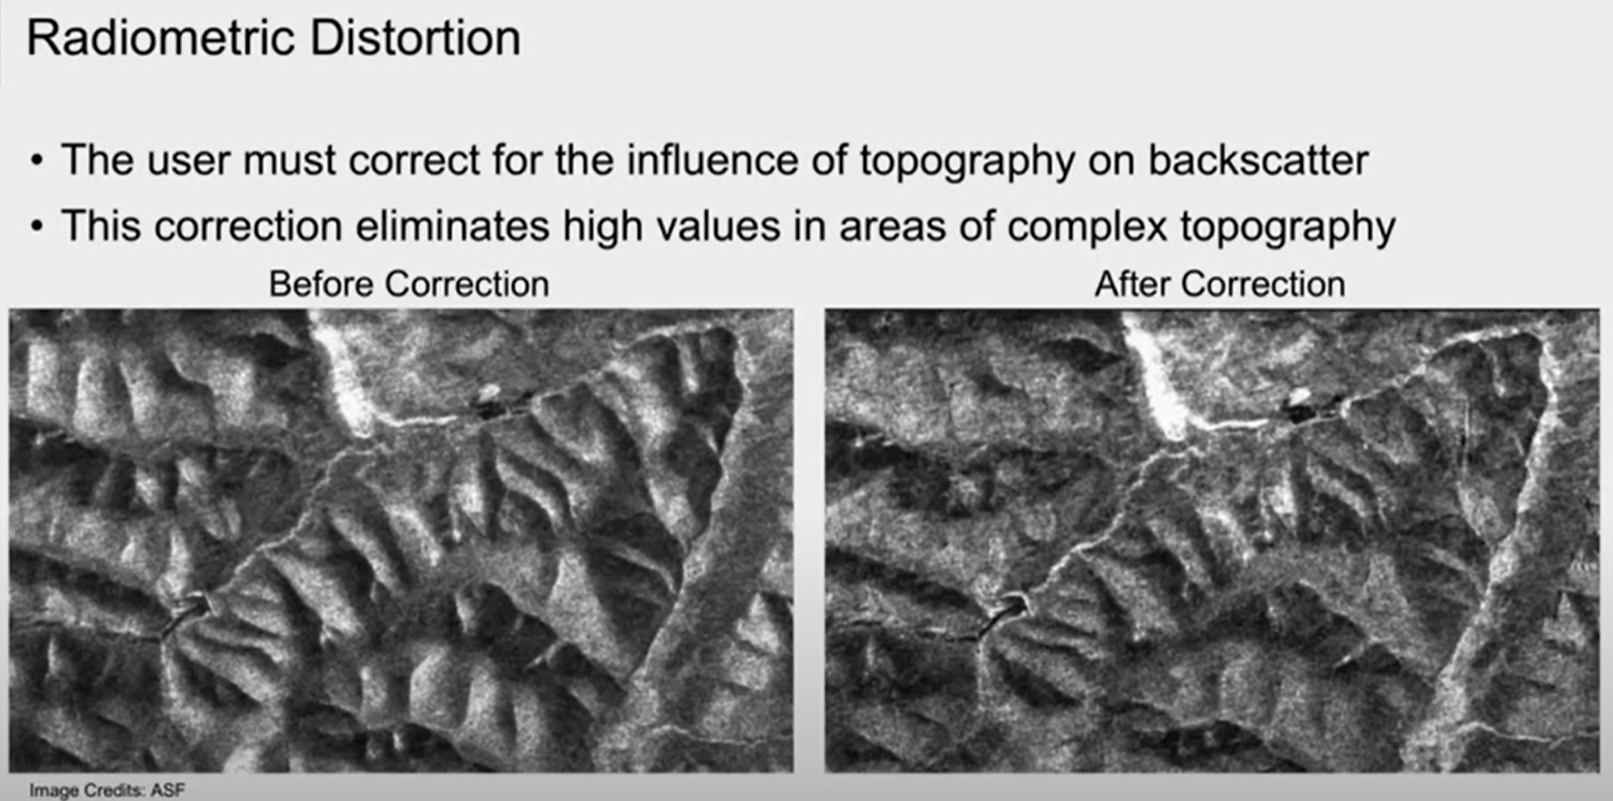 Radiometric Distortion
• The user must correct for the influence of topography on backscatter
• This correction eliminates high values in areas of complex topography
Before Correction
After Correction
Image Credits: ASF